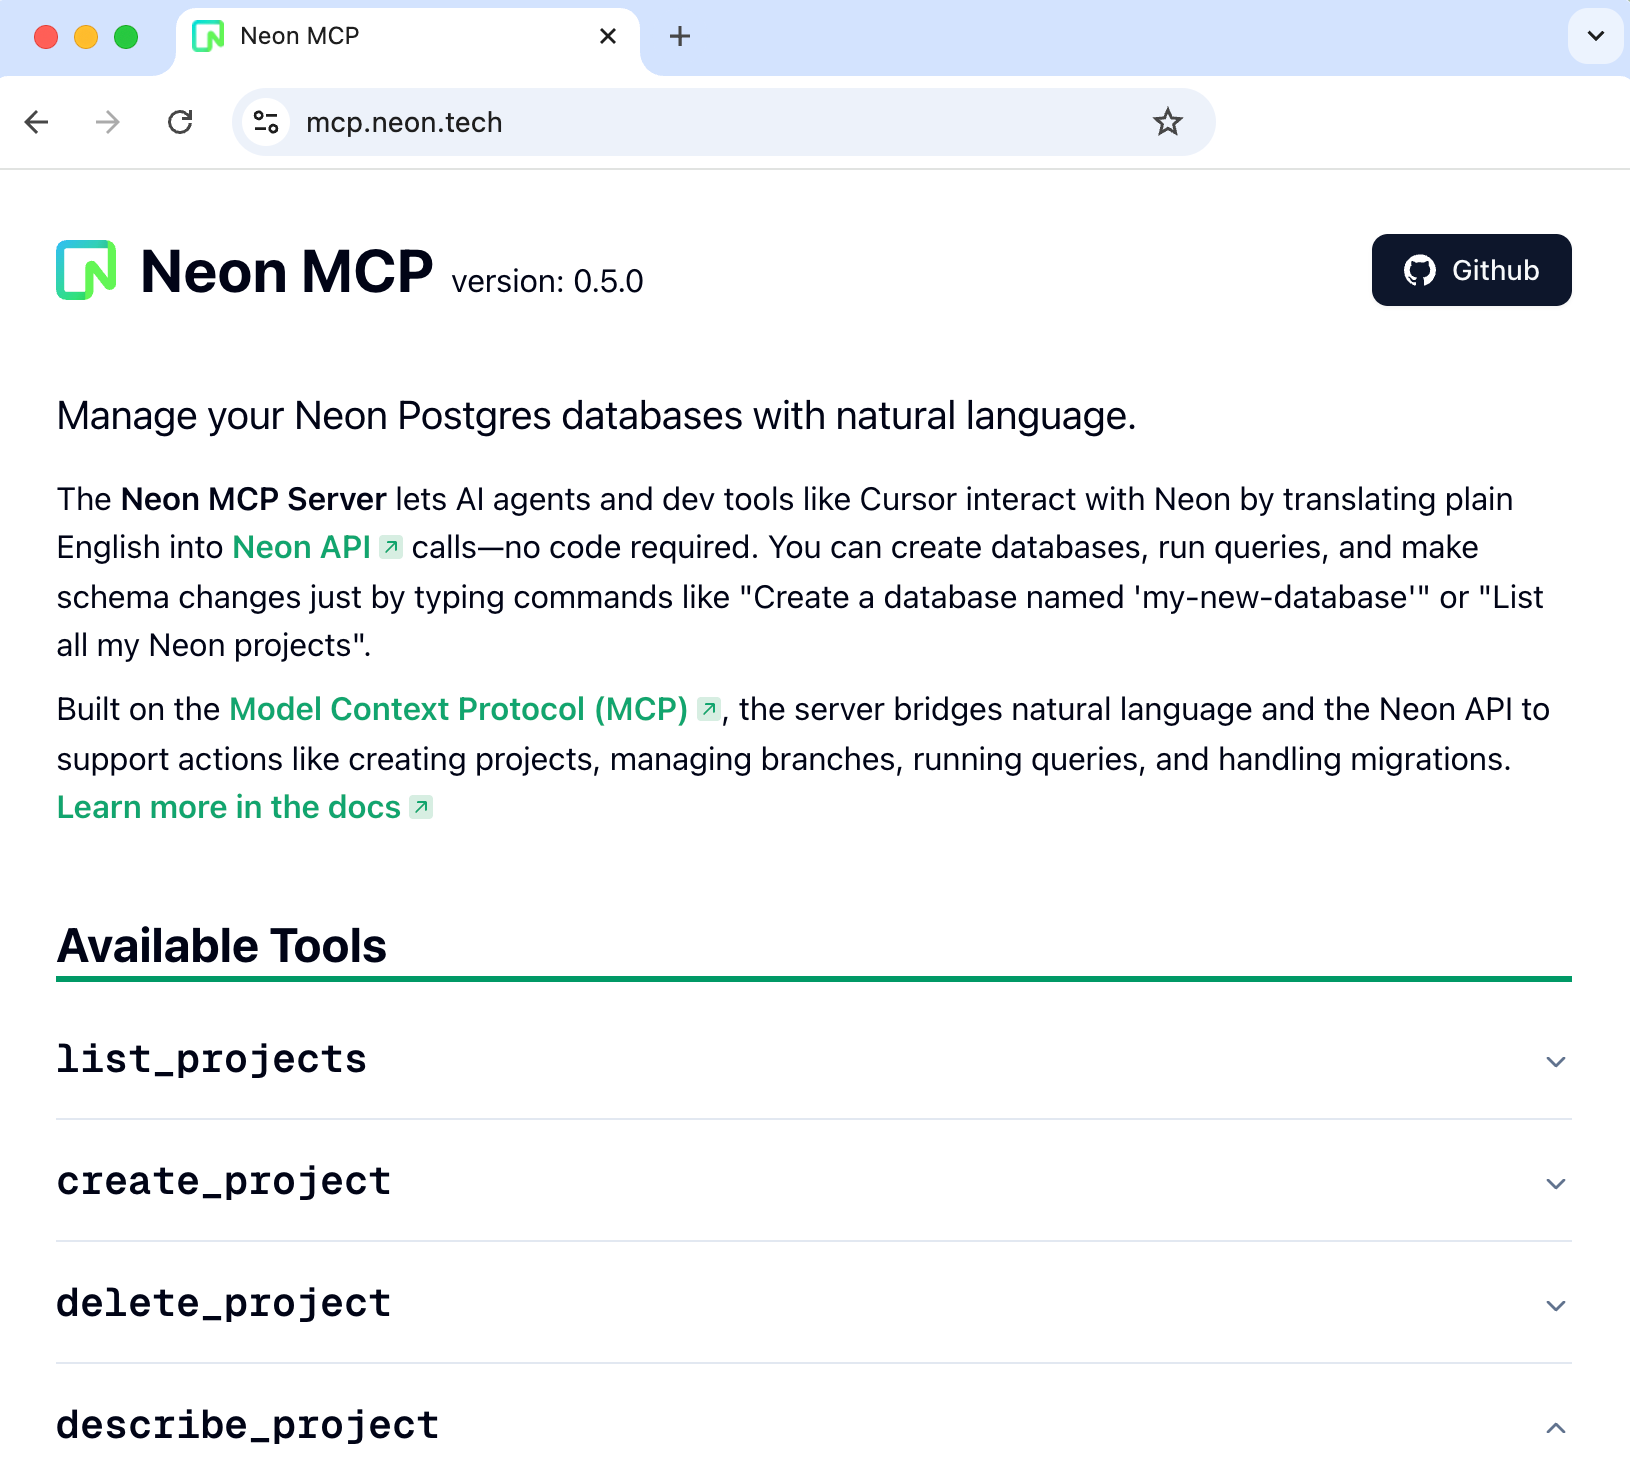 Neon MCP
mcp.neon.tech
Neon MCP version: 0.5.0
Github
Manage your Neon Postgres databases with natural language.
The Neon MCP Server lets AI agents and dev tools like Cursor interact with Neon by translating plain
English into Neon API calls—no code required. You can create databases, run queries, and make
schema changes just by typing commands like "Create a database named 'my-new-database'" or "List
all my Neon projects".
Built on the Model Context Protocol (MCP), the server bridges natural language and the Neon API to
support actions like creating projects, managing branches, running queries, and handling migrations.
Learn more in the docs
Available Tools
list_projects
create_project
delete_project
describe_project